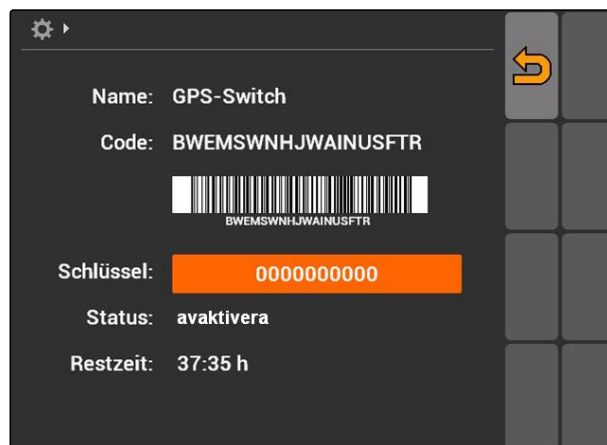 Name: GPS-Switch
Code: BWEMSWNHJWAINUSFTR
BWEMSWNHJWAINUSFTR
Schlüssel: 0000000000
Status: avaktivera
Restzeit: 37:35 h